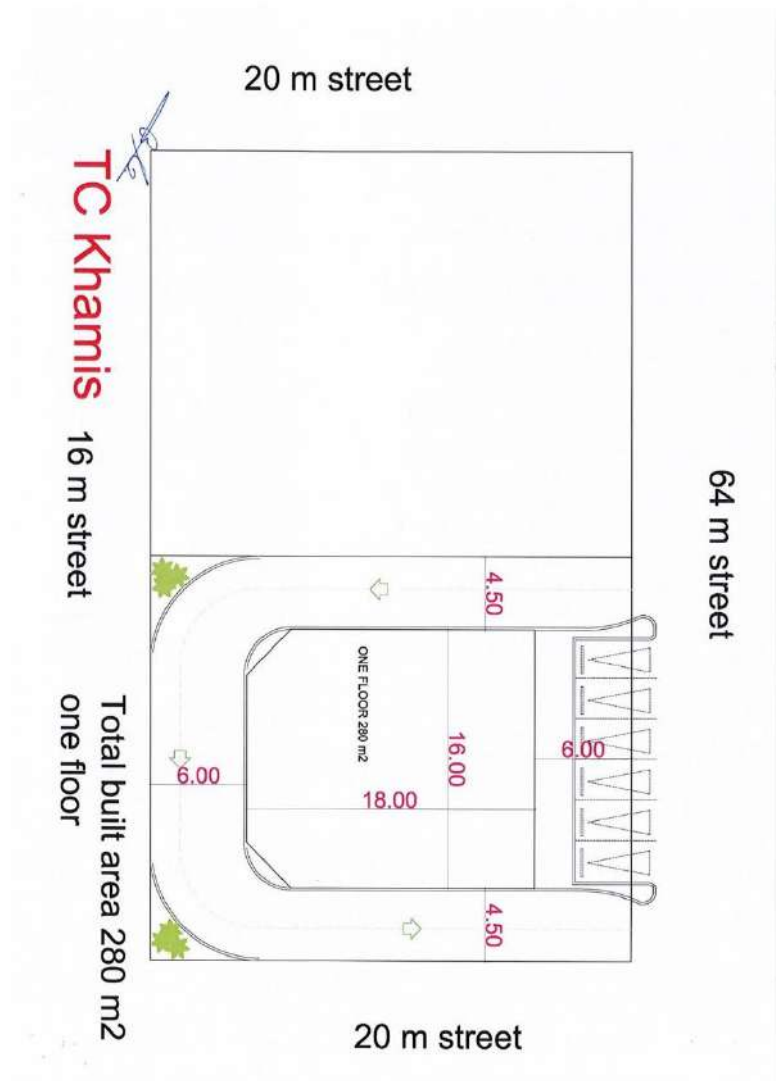 20 m street
TC Khamis
16 m street
64 m street
4.50
ONE FLOOR 280 m2
16.00
6.00
6.00
18.00
4.50
Total built area 280 m2
one floor
20 m street